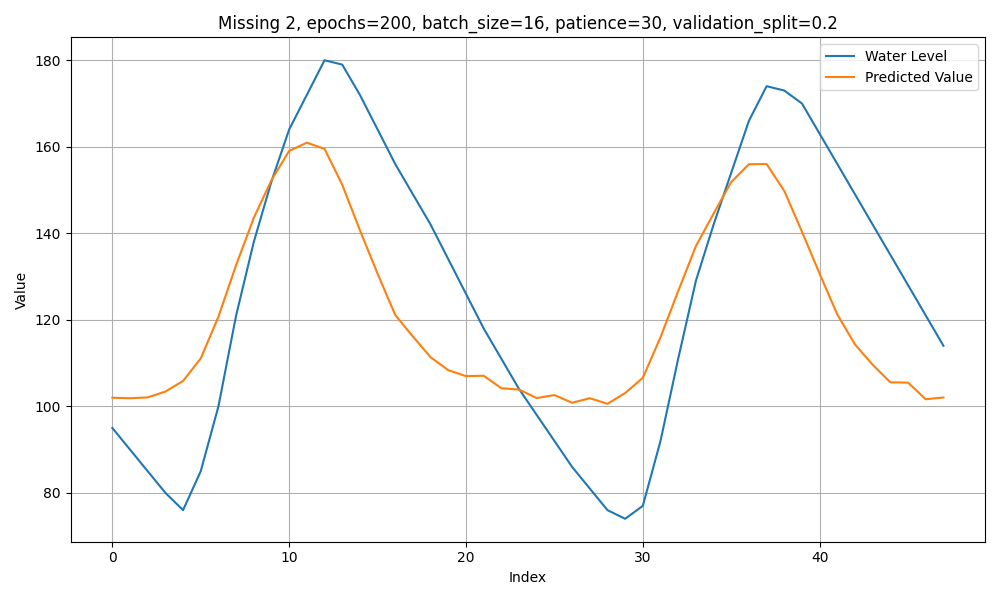 Missing 2, epochs=200, batch_size=16, patience=30, validation_split=0.2
Water Level
Predicted Value
Value
180
160
140
120
100
80
0 10 20 30 40
Index